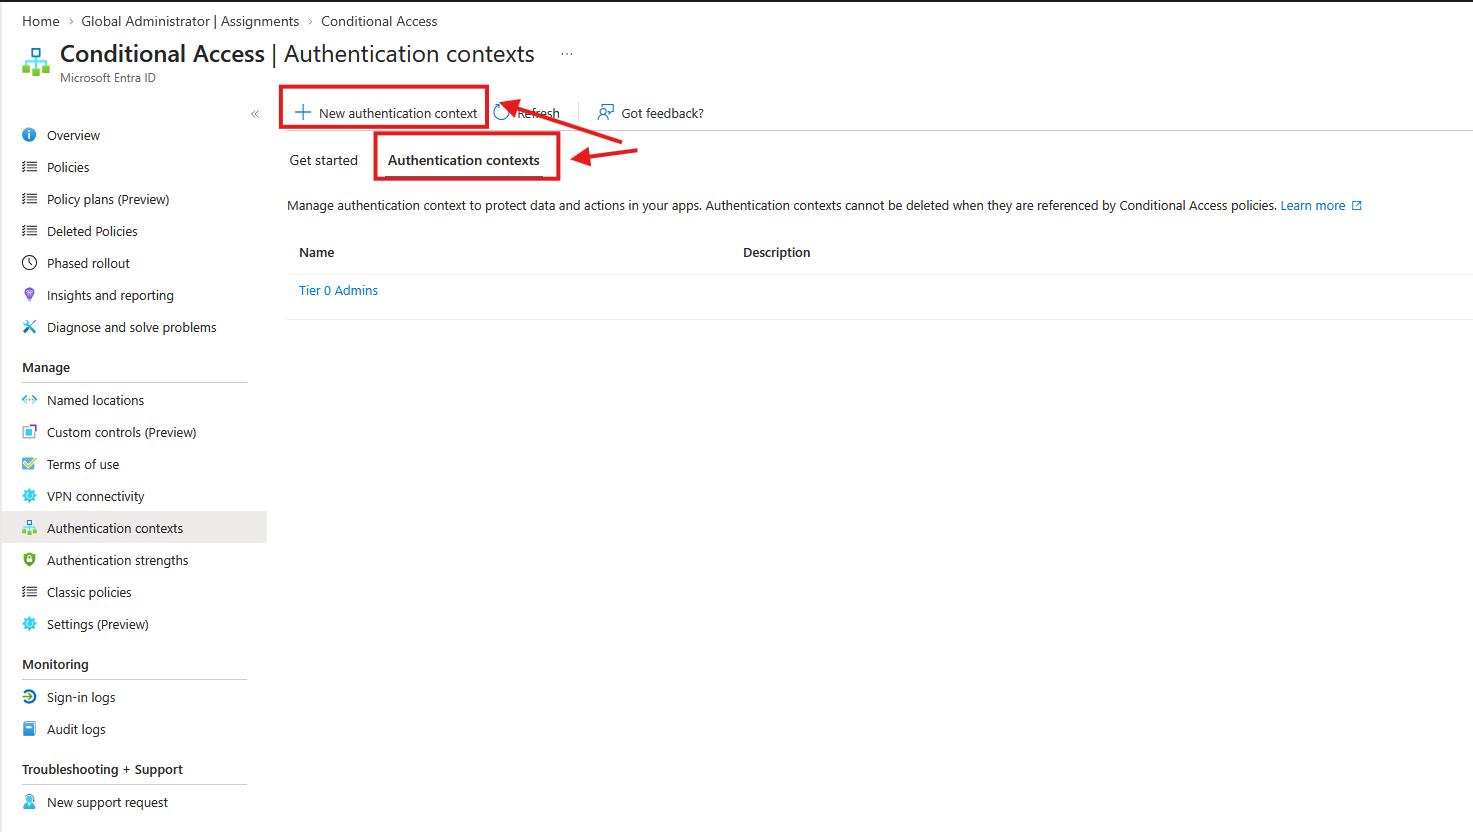 Home > Global Administrator | Assignments > Conditional Access
Conditional Access | Authentication contexts ...
Microsoft Entra ID
«
New authentication context
Refresh
Got feedback?
Get started
Authentication contexts
Manage authentication context to protect data and actions in your apps. Authentication contexts cannot be deleted when they are referenced by Conditional Access policies. Learn more
Name
Description
Tier 0 Admins
Overview
Policies
Policy plans (Preview)
Deleted Policies
Phased rollout
Insights and reporting
Diagnose and solve problems
Manage
Named locations
Custom controls (Preview)
Terms of use
VPN connectivity
Authentication contexts
Authentication strengths
Classic policies
Settings (Preview)
Monitoring
Sign-in logs
Audit logs
Troubleshooting + Support
New support request